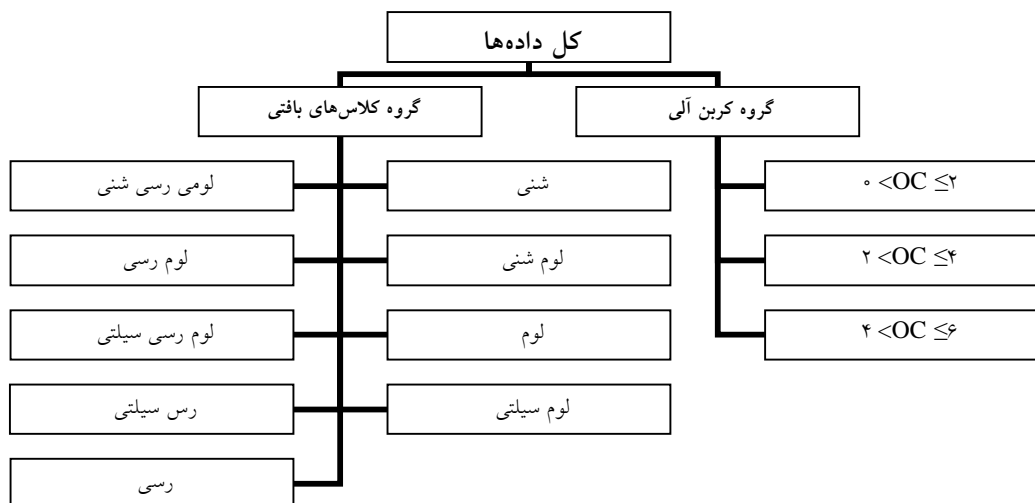 کل داده‌ها
گروه کربن آلی
گروه کلاس‌های بافتی
۰ <OC ≤۲
شنی
لومی رسی شنی
۲ <OC ≤۴
لوم شنی
لوم رسی
۴ <OC ≤۶
لوم
لوم رسی سیلتی
لوم سیلتی
رس سیلتی
رسی